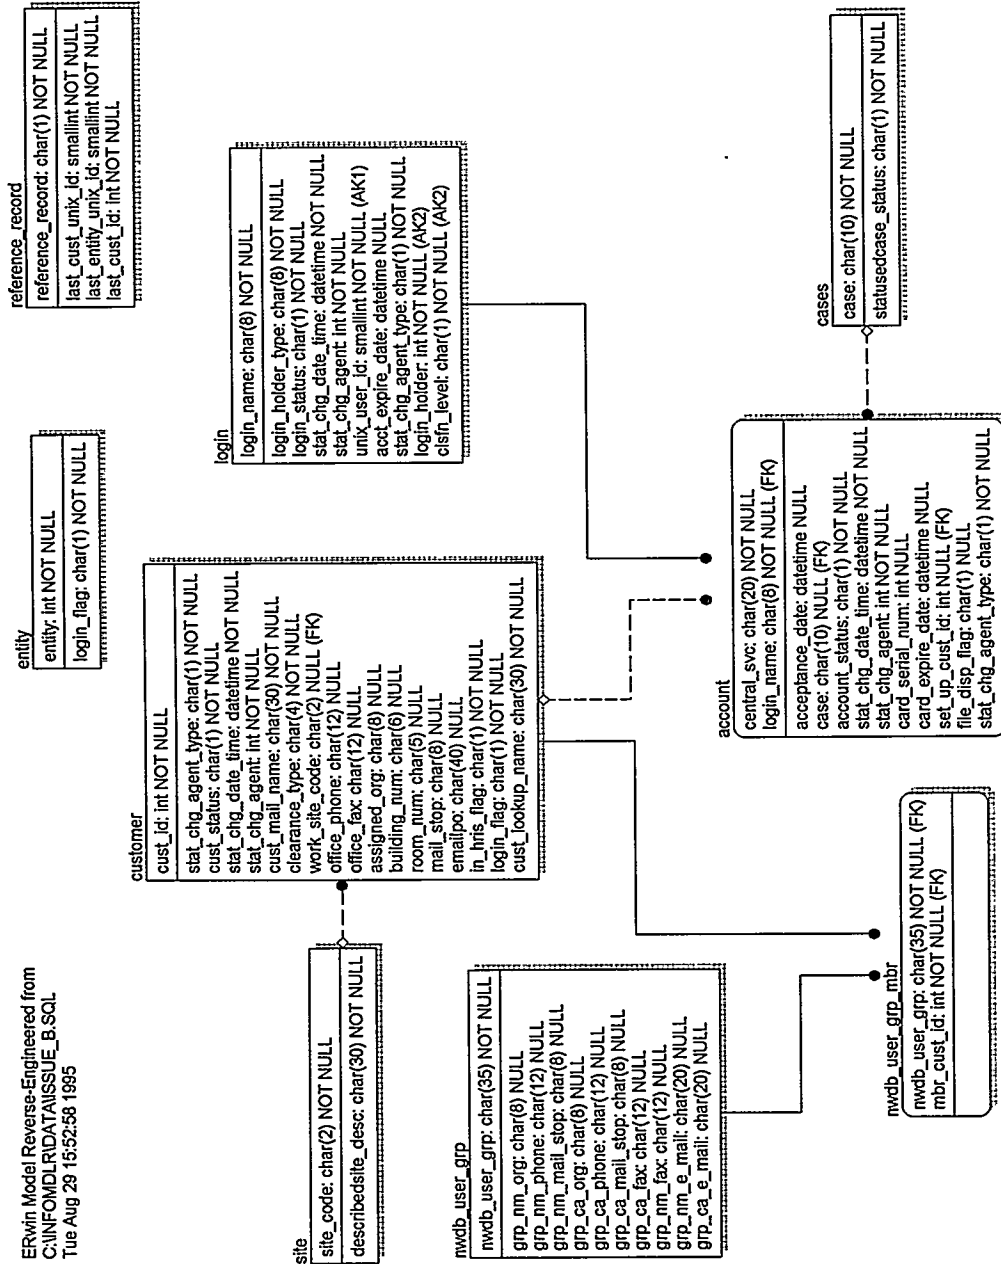 ERwin Model Reverse-Engineered from
C:\INFOMDLR\DATA\ISSUE_B.SQL
Tue Aug 29 15:52:58 1995
site
site_code: char(2) NOT NULL
describedsite_desc: char(30) NOT NULL
customer
cust_id: int NOT NULL
stat_chg_agent_type: char(1) NOT NULL
cust_status: char(1) NOT NULL
stat_chg_date_time: datetime NOT NULL
stat_chg_agent: int NOT NULL
cust_mail_name: char(30) NOT NULL
clearance_type: char(4) NOT NULL
work_site_code: char(2) NULL (FK)
office_phone: char(12) NULL
office_fax: char(12) NULL
assigned_org: char(8) NULL
building_num: char(6) NULL
room_num: char(5) NULL
mail_stop: char(8) NULL
emailpo: char(40) NULL
in_hris_flag: char(1) NOT NULL
login_flag: char(1) NOT NULL
cust_lookup_name: char(30) NOT NULL
entity
entity: int NOT NULL
login_flag: char(1) NOT NULL
reference_record
reference_record: char(1) NOT NULL
last_cust_unix_id: smallint NOT NULL
last_entity_unix_id: smallint NOT NULL
last_cust_id: int NOT NULL
login
login_name: char(8) NOT NULL
login_holder_type: char(8) NOT NULL
login_status: char(1) NOT NULL
stat_chg_date_time: datetime NOT NULL
stat_chg_agent: int NOT NULL
unix_user_id: smallint NOT NULL (AK1)
acct_expire_date: datetime NULL
stat_chg_agent_type: char(1) NOT NULL
login_holder: int NOT NULL (AK2)
clsfn_level: char(1) NOT NULL (AK2)
nwdb_user_grp
nwdb_user_grp: char(35) NOT NULL
grp_nm_org: char(8) NULL
grp_nm_phone: char(12) NULL
grp_nm_mail_stop: char(8) NULL
grp_ca_org: char(8) NULL
grp_ca_phone: char(12) NULL
grp_ca_mail_stop: char(8) NULL
grp_ca_fax: char(12) NULL
grp_nm_fax: char(12) NULL
grp_nm_e_mail: char(20) NULL
grp_ca_e_mail: char(20) NULL
nwdb_user_grp_mbr
nwdb_user_grp: char(35) NOT NULL (FK)
mbr_cust_id: int NOT NULL (FK)
account
central_svc: char(20) NOT NULL
login_name: char(8) NOT NULL (FK)
acceptance_date: datetime NULL
case: char(10) NULL (FK)
account_status: char(1) NOT NULL
stat_chg_date_time: datetime NOT NULL
stat_chg_agent: int NOT NULL
card_serial_num: int NULL
card_expire_date: datetime NULL
set_up_cust_id: int NULL (FK)
file_disp_flag: char(1) NULL
stat_chg_agent_type: char(1) NOT NULL
cases
case: char(10) NOT NULL
statusedcase_status: char(1) NOT NULL